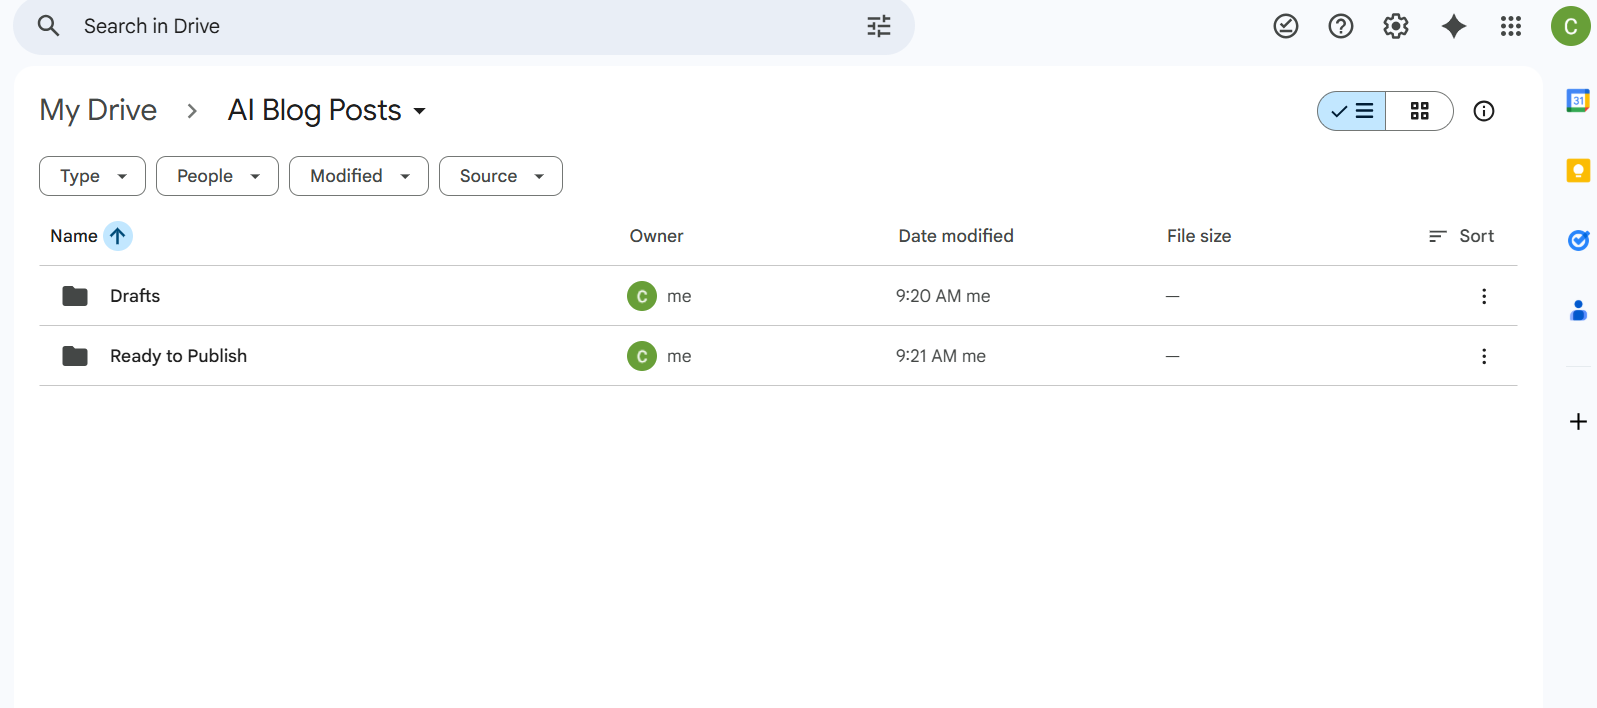 Search in Drive
C
My Drive > AI Blog Posts
31
Type People Modified Source
Name Owner Date modified File size Sort
Drafts C me 9:20 AM me —
Ready to Publish C me 9:21 AM me —